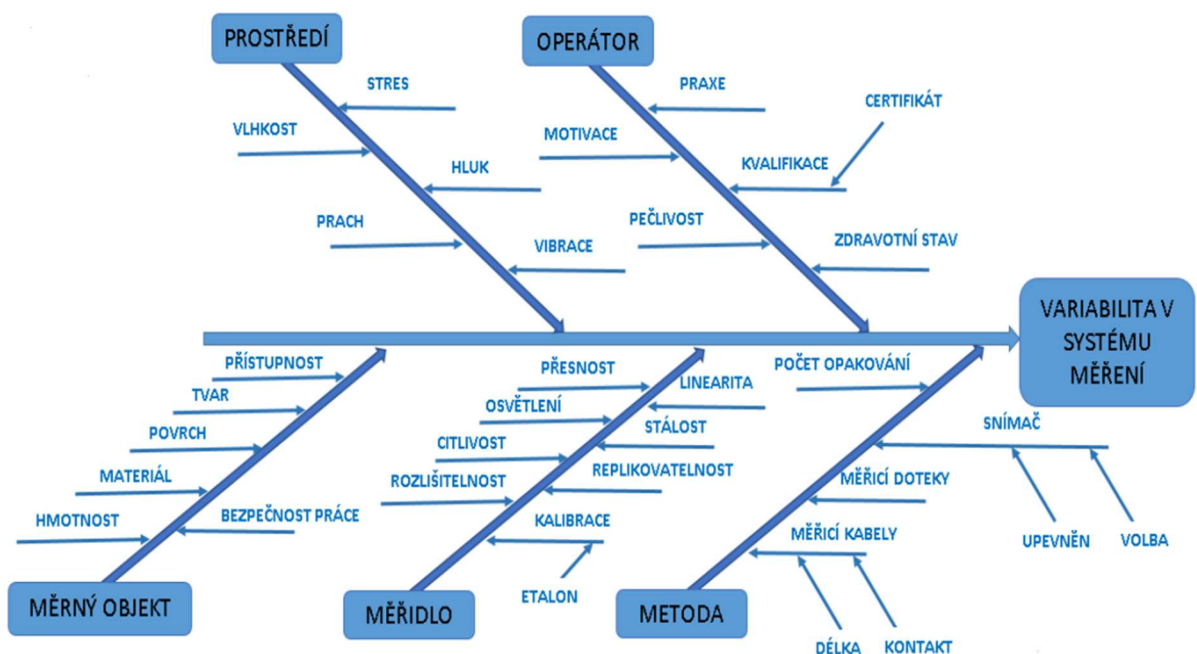 PROSTŘEDÍ
OPERÁTOR
STRES
PRAXE
CERTIFIKÁT
VLHKOST
MOTIVACE
HLUK
KVALIFIKACE
PRACH
PEČLIVOST
VIBRACE
ZDRAVOTNÍ STAV
VARIABILITA V
SYSTÉMU
MĚŘENÍ
PŘÍSTUPNOST
PŘESNOST
POČET OPAKOVÁNÍ
TVAR
LINEARITA
OSVĚTLENÍ
POVRCH
CITLIVOST
STÁLOST
SNÍMAČ
MATERIÁL
ROZLIŠITELNOST
REPLIKOVATELNOST
MĚŘICÍ DOTEKY
HMOTNOST
BEZPEČNOST PRÁCE
KALIBRACE
MĚŘICÍ KABELY
UPEVNĚN
VOLBA
ETALON
MĚRNÝ OBJEKT
MĚŘIDLO
METODA
DÉLKA
KONTAKT